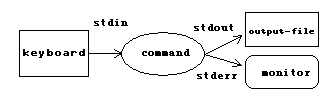 stdin
stdout
keyboard
command
output-file
stderr
monitor